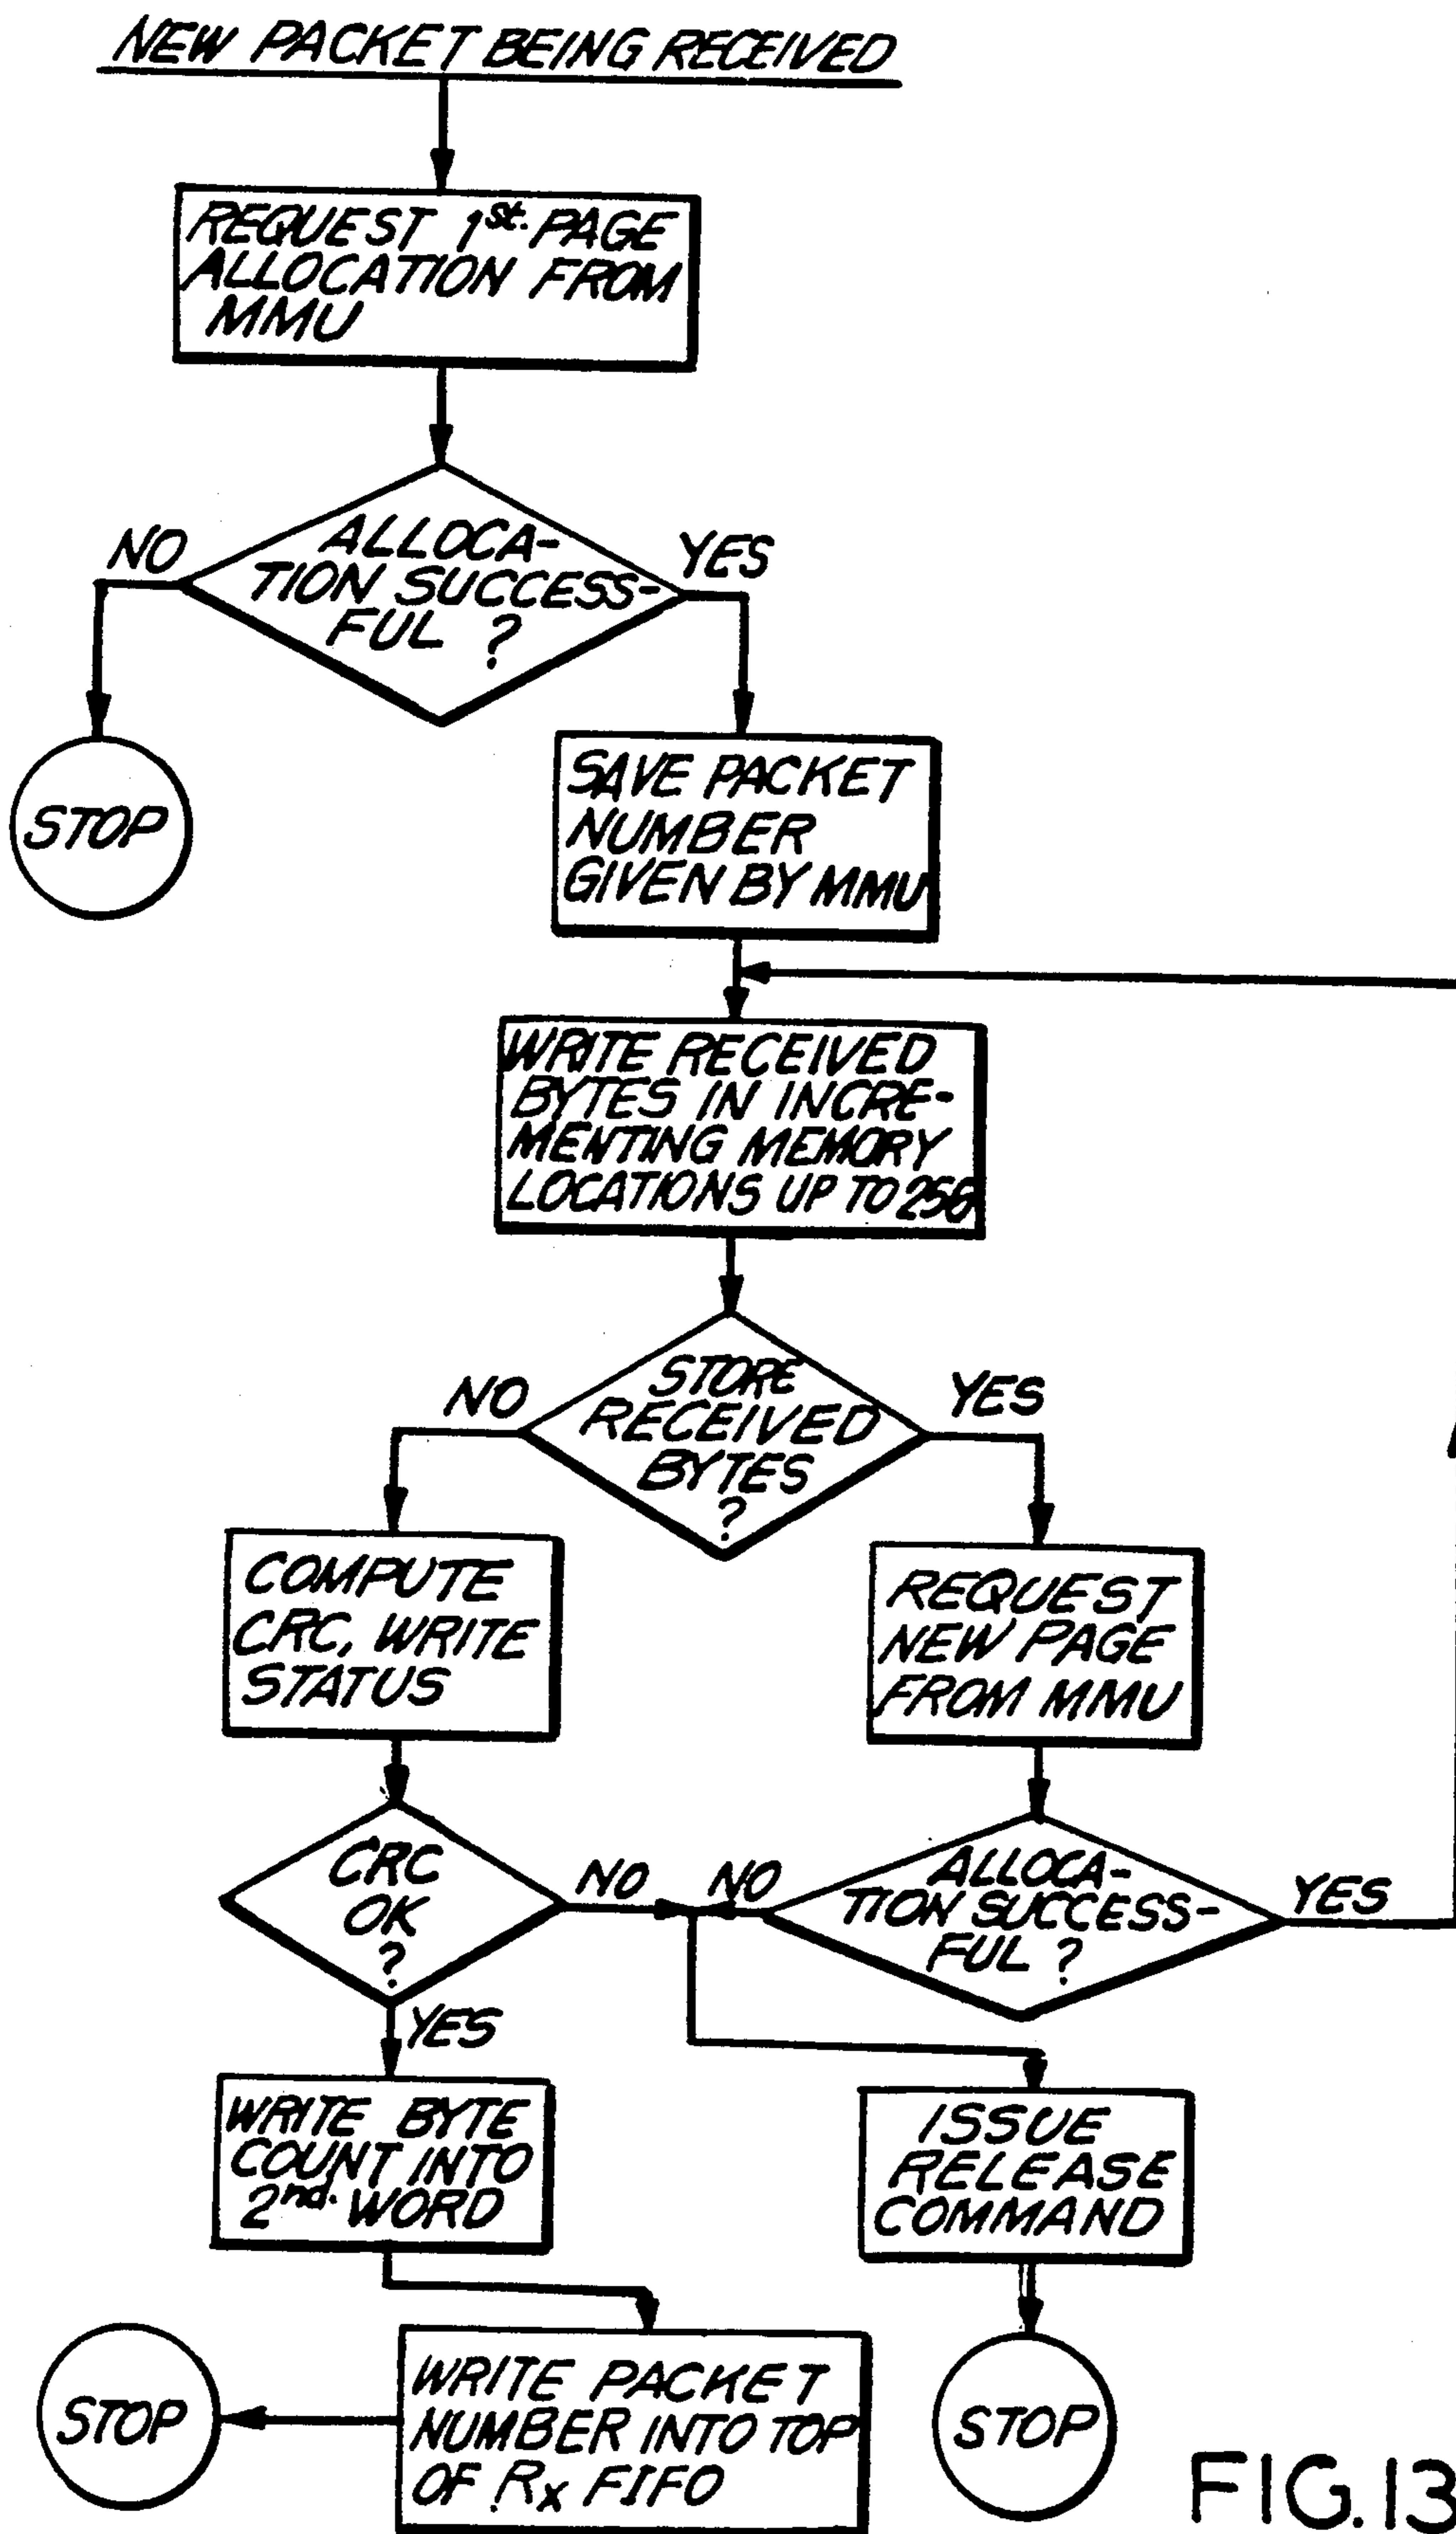 NEW PACKET BEING RECEIVED
REQUEST 1st. PAGE
ALLOCATION FROM
MMU
NO
ALLOCA-
TION SUCCESS-
FUL ?
YES
STOP
SAVE PACKET
NUMBER
GIVEN BY MMU
WRITE RECEIVED
BYTES IN INCRE-
MENTING MEMORY
LOCATIONS UP TO 256
NO
STORE
RECEIVED
BYTES
?
YES
COMPUTE
CRC, WRITE
STATUS
REQUEST
NEW PAGE
FROM MMU
CRC
OK
?
NO
NO
ALLOCA-
TION SUCCESS-
FUL ?
YES
YES
WRITE BYTE
COUNT INTO
2nd. WORD
ISSUE
RELEASE
COMMAND
STOP
WRITE PACKET
NUMBER INTO TOP
OF Rx FIFO
STOP
FIG. 13